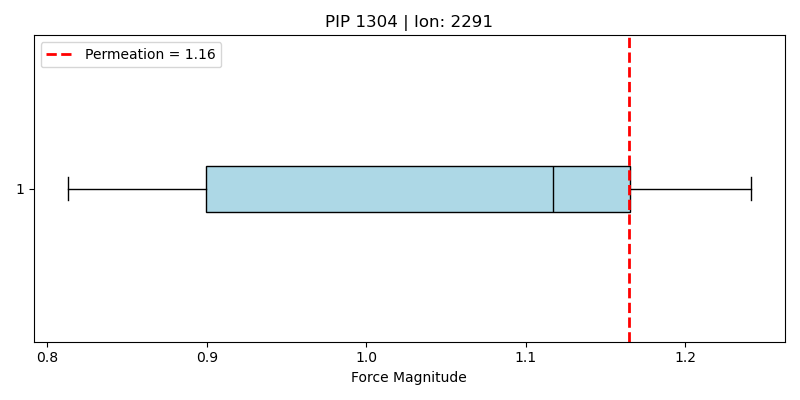 PIP 1304 | Ion: 2291
Permeation = 1.16
1
0.8 0.9 1.0 1.1 1.2
Force Magnitude